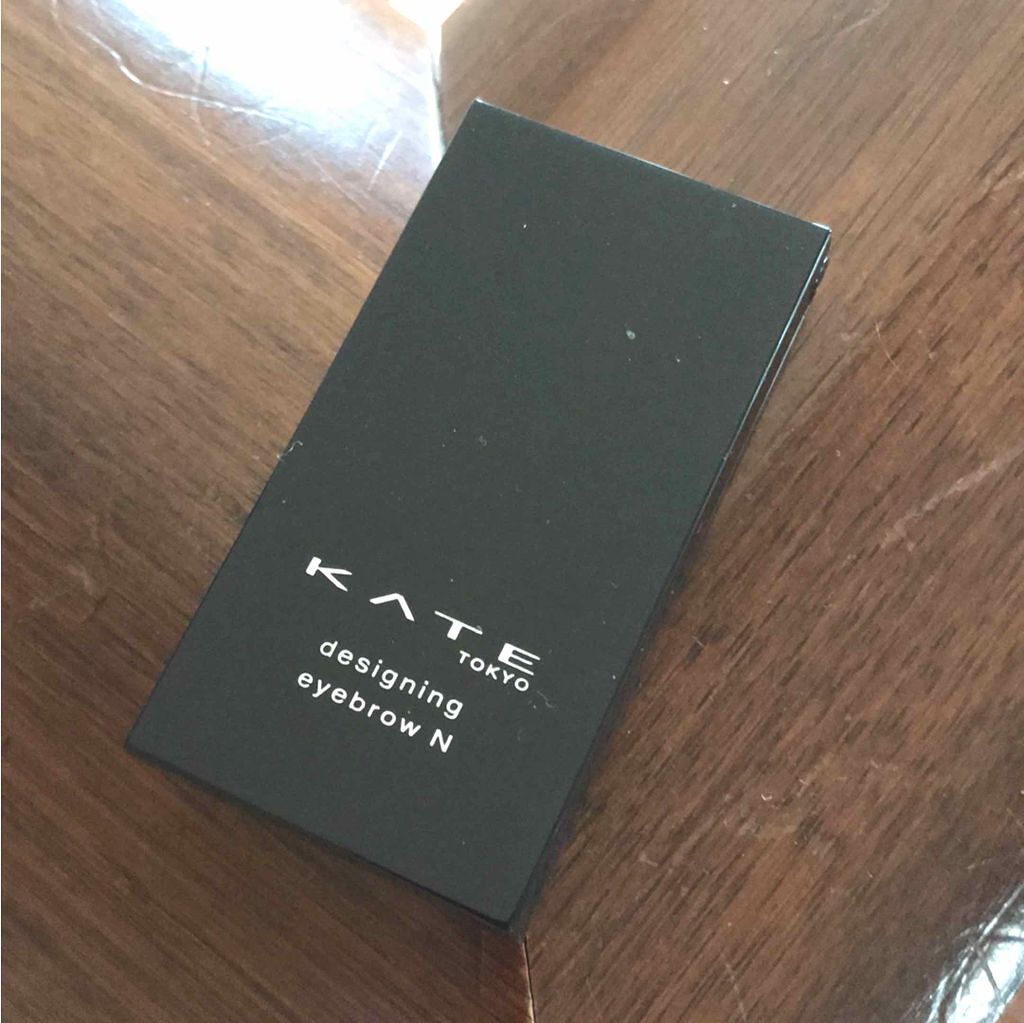 KATE
TOKYO
designing
eyebrow N